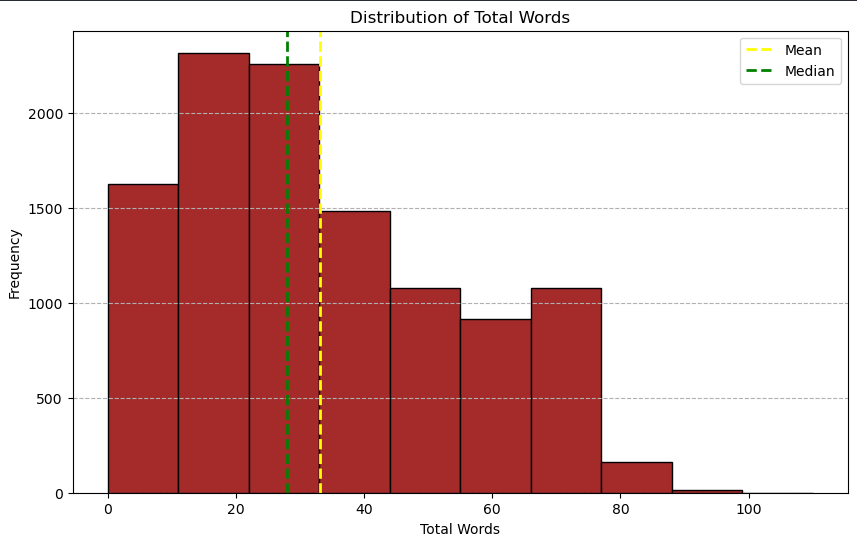 Distribution of Total Words
Mean
Median
Frequency
2000
1500
1000
500
0
0 20 40 60 80 100
Total Words